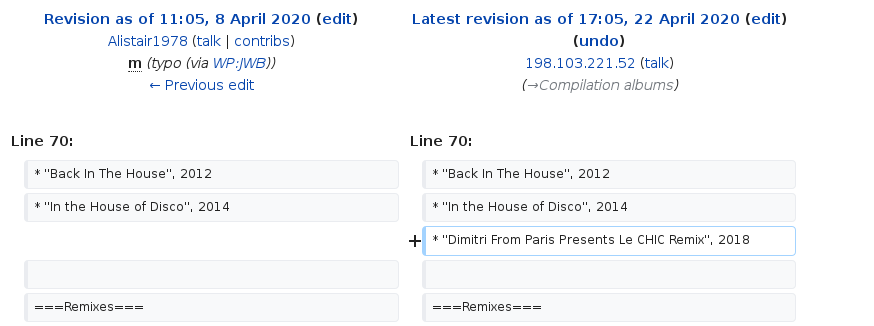 Revision as of 11:05, 8 April 2020 (edit)
Alistair1978 (talk | contribs)
m (typo (via WP:JWB))
← Previous edit
Latest revision as of 17:05, 22 April 2020 (edit)
(undo)
198.103.221.52 (talk)
(→Compilation albums)
Line 70:
Line 70:
* "Back In The House", 2012
* "Back In The House", 2012
* "In the House of Disco", 2014
* "In the House of Disco", 2014
+ * "Dimitri From Paris Presents Le CHIC Remix", 2018
===Remixes===
===Remixes===